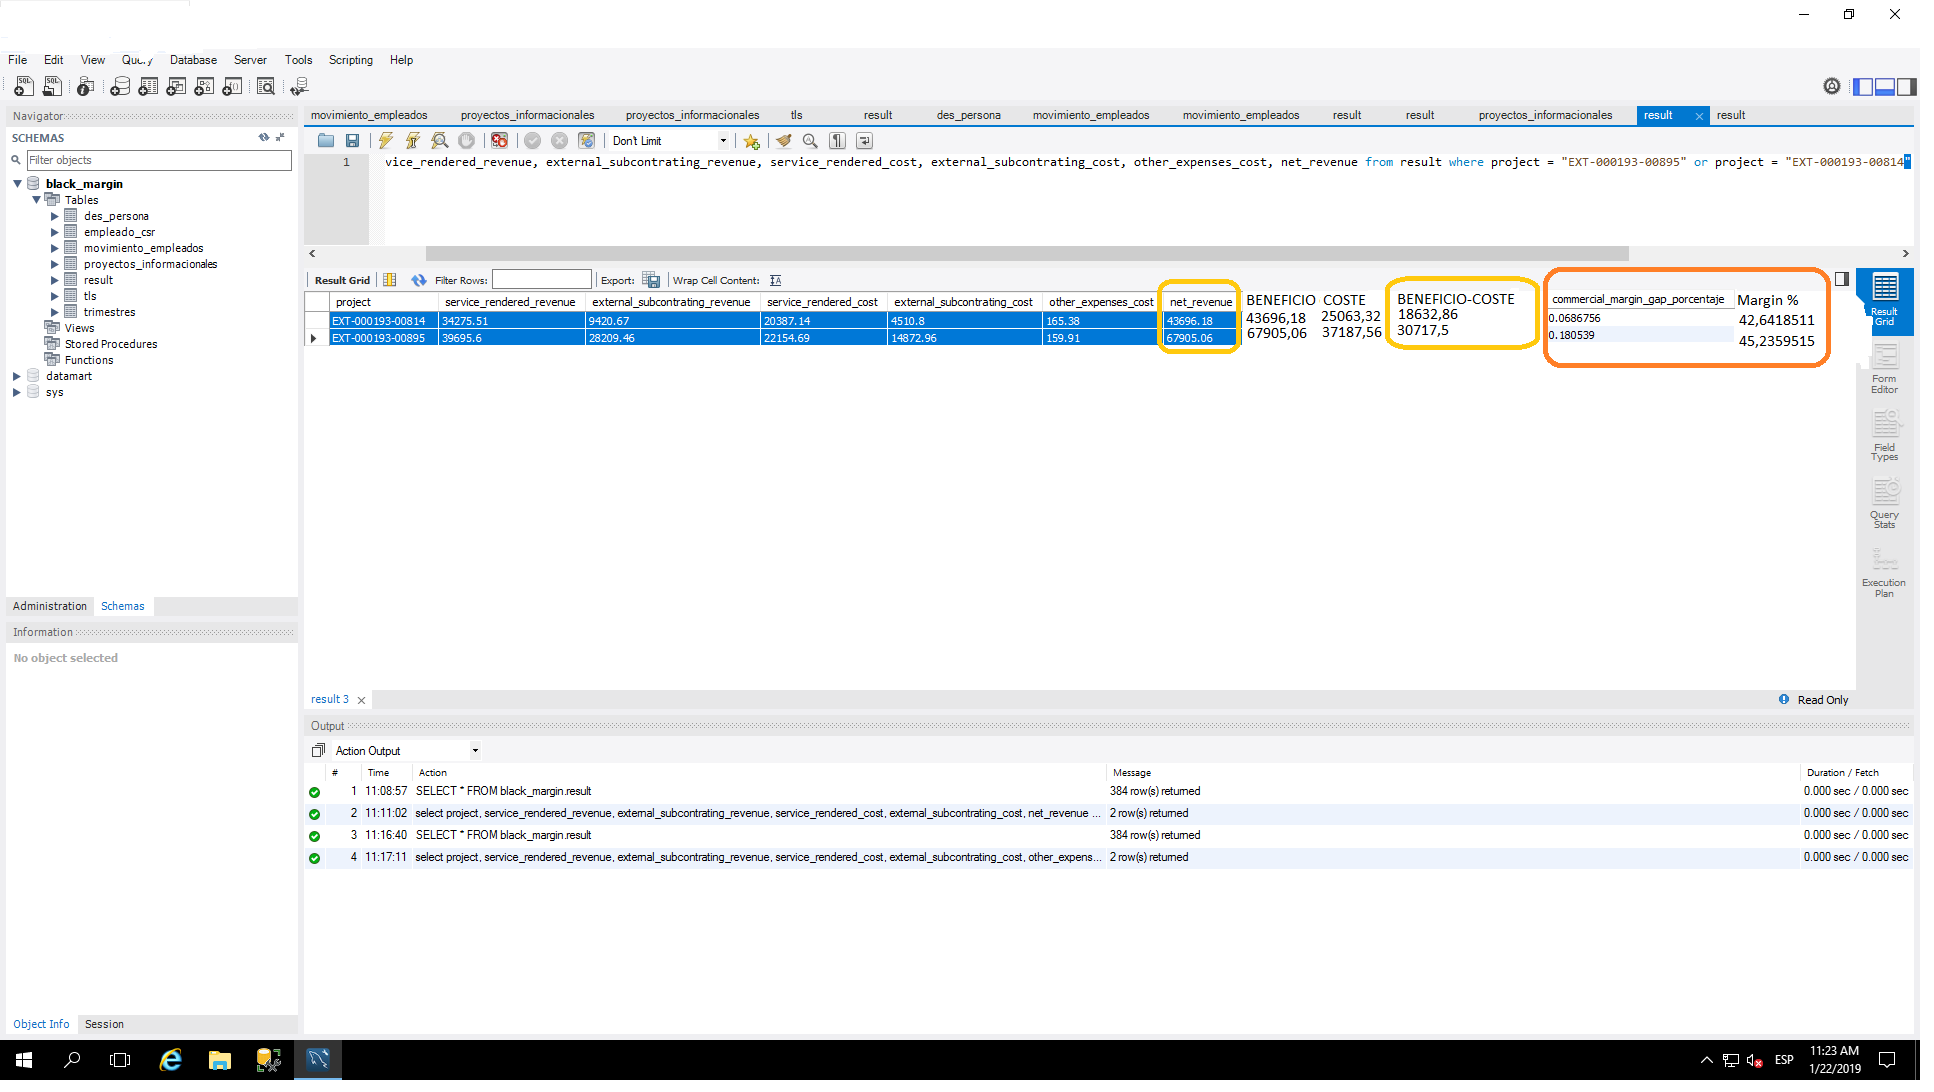 File Edit View Database Server Tools Scripting Help
Navigator
SCHEMAS
Filter objects
black_margin
Tables
des_persona
empleado_csr
movimiento_empleados
proyectos_informacionales
result
tls
trimestres
Views
Stored Procedures
Functions
datamart
sys
Administration Schemas
Information
No object selected
Object Info Session
movimiento_empleados proyectos_informacionales proyectos_informacionales tls result des_persona movimiento_empleados movimiento_empleados result result proyectos_informacionales result result
Don't Limit
1 vice_rendered_revenue, external_subcontrating_revenue, service_rendered_cost, external_subcontrating_cost, other_expenses_cost, net_revenue from result where project = "EXT-000193-00895" or project = "EXT-000193-00814"
Result Grid Filter Rows: Export: Wrap Cell Content:
project service_rendered_revenue external_subcontrating_revenue service_rendered_cost external_subcontrating_cost other_expenses_cost net_revenue BENEFICIO COSTE BENEFICIO-COSTE commercial_margin_gap_porcentaje Margin %
EXT-000193-00814 34275.51 9420.67 20387.14 4510.8 165.38 43696.18 43696,18 25063,32 18632,86 0.0686756 42,6418511
EXT-000193-00895 39695.6 28209.46 22154.69 14872.96 159.91 67905.06 67905,06 37187,56 30717,5 0.180539 45,2359515
Result
Grid
Form
Editor
Field
Types
Query
Stats
Execution
Plan
result 3
Read Only
Output
Action Output
# Time Action Message Duration / Fetch
1 11:08:57 SELECT * FROM black_margin.result 384 row(s) returned 0.000 sec / 0.000 sec
2 11:11:02 select project, service_rendered_revenue, external_subcontrating_revenue, service_rendered_cost, external_subcontrating_cost, net_revenue ... 2 row(s) returned 0.000 sec / 0.000 sec
3 11:16:40 SELECT * FROM black_margin.result 384 row(s) returned 0.000 sec / 0.000 sec
4 11:17:11 select project, service_rendered_revenue, external_subcontrating_revenue, service_rendered_cost, external_subcontrating_cost, other_expens... 2 row(s) returned 0.000 sec / 0.000 sec
ESP
11:23 AM
1/22/2019